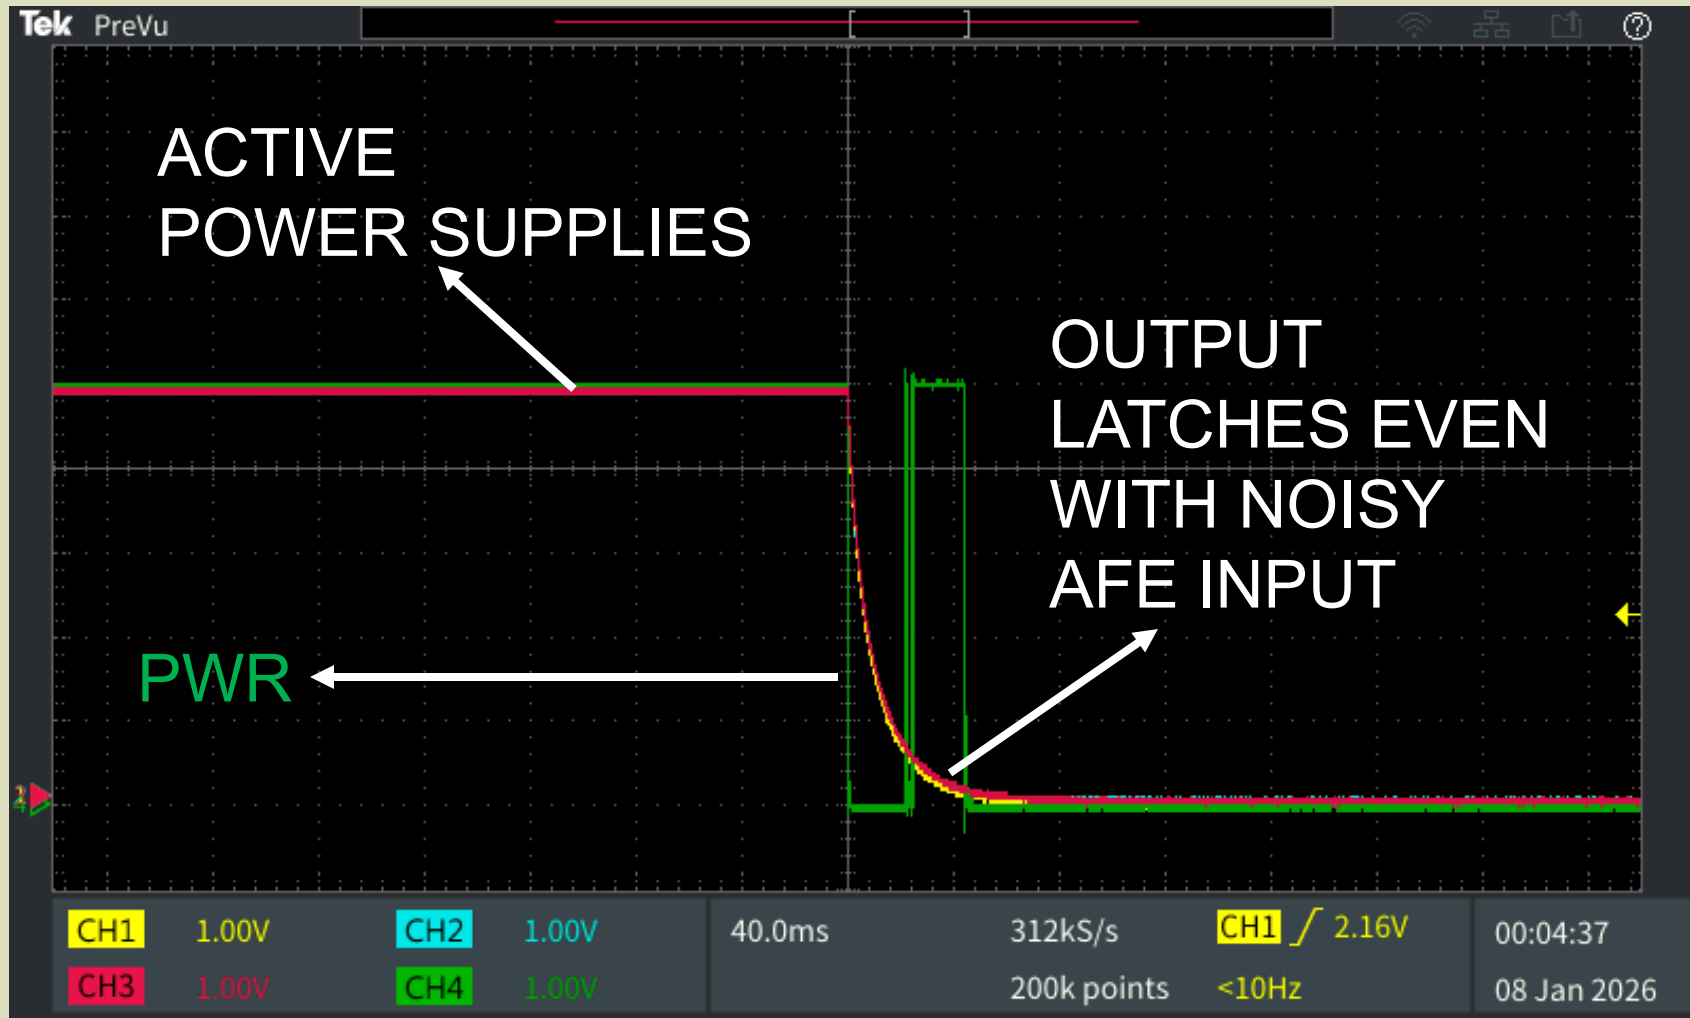 Tek PreVu
ACTIVE
POWER SUPPLIES
OUTPUT
LATCHES EVEN
WITH NOISY
AFE INPUT
PWR
CH1 1.00V CH2 1.00V 40.0ms 312kS/s CH1 2.16V 00:04:37
CH3 1.00V CH4 1.00V 200k points <10Hz 08 Jan 2026